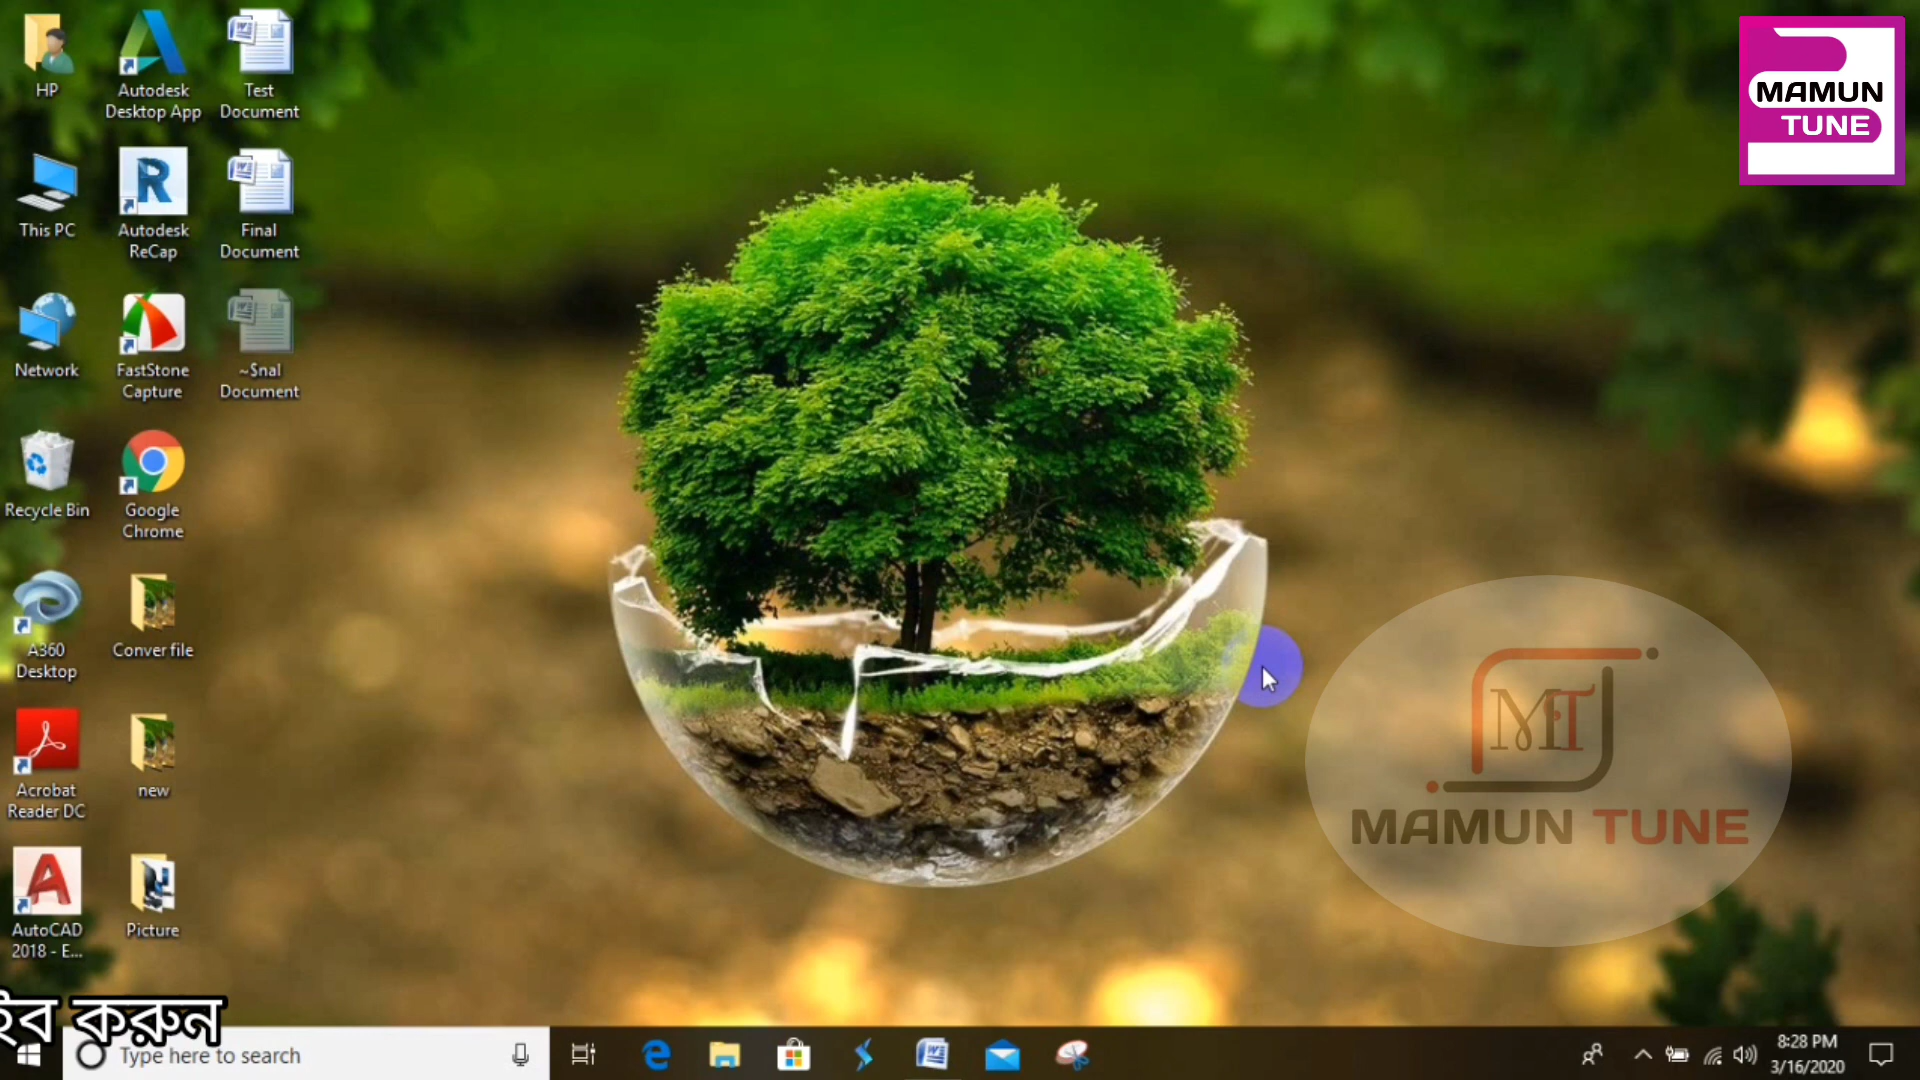 HP
Autodesk
Desktop App
Test
Document
This PC
Autodesk
ReCap
Final
Document
Network
FastStone
Capture
~$nal
Document
Recycle Bin
Google
Chrome
A360
Desktop
Conver file
Acrobat
Reader DC
new
AutoCAD
2018 - E...
Picture
MAMUN
TUNE
MT
MAMUN TUNE
করুন
Type here to search
8:28 PM
3/16/2020